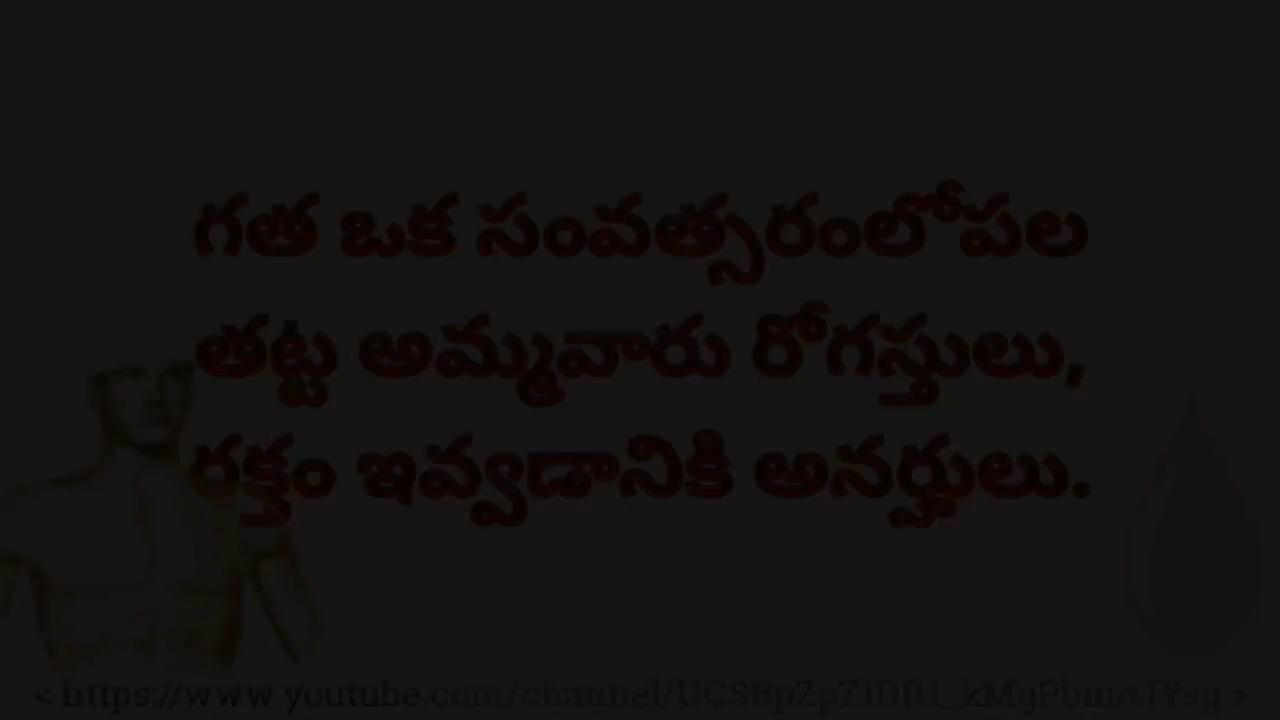 గత ఒక సంవత్సరంలోపల
తట్ట అమ్మవారు రోగస్తులు,
రక్తం ఇవ్వడానికి అనర్హులు.